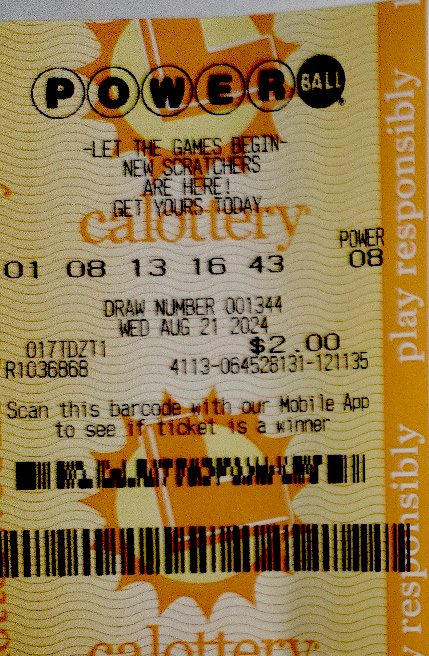 POWERBALL
-LET THE GAMES BEGIN-
NEW SCRATCHERS
ARE HERE!
GET YOURS TODAY.
calottery
POWER
01 08 13 16 43 08
DRAW NUMBER 001344
WED AUG 21 2024
017TDZT1 $2.00
R1036868 4113-064528131-121135
Scan this barcode with our Mobile App
to see if ticket is a winner
calottery
play responsibly
responsibly